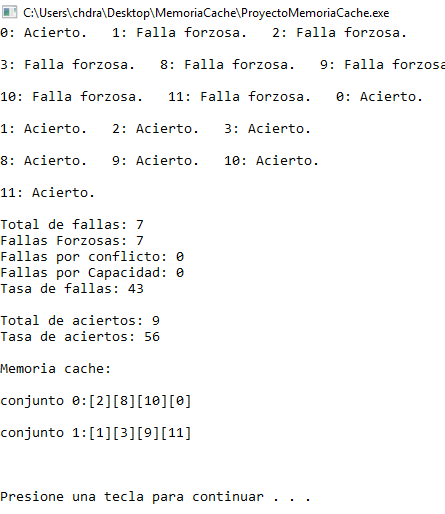 C:\Users\chdra\Desktop\MemoriaCache\ProyectoMemoriaCache.exe
0: Acierto.   1: Falla forzosa.   2: Falla forzosa.
3: Falla forzosa.   8: Falla forzosa.   9: Falla forzosa
10: Falla forzosa.   11: Falla forzosa.   0: Acierto.
1: Acierto.   2: Acierto.   3: Acierto.
8: Acierto.   9: Acierto.   10: Acierto.
11: Acierto.
Total de fallas: 7
Fallas Forzosas: 7
Fallas por conflicto: 0
Fallas por Capacidad: 0
Tasa de fallas: 43
Total de aciertos: 9
Tasa de aciertos: 56
Memoria cache:
conjunto 0:[2][8][10][0]
conjunto 1:[1][3][9][11]
Presione una tecla para continuar . . .